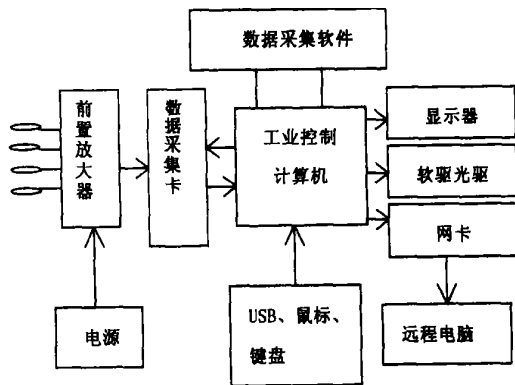 数据采集软件
前置放大器
数据采集卡
工业控制
计算机
显示器
软驱光驱
网卡
电源
USB、鼠标、
键盘
远程电脑